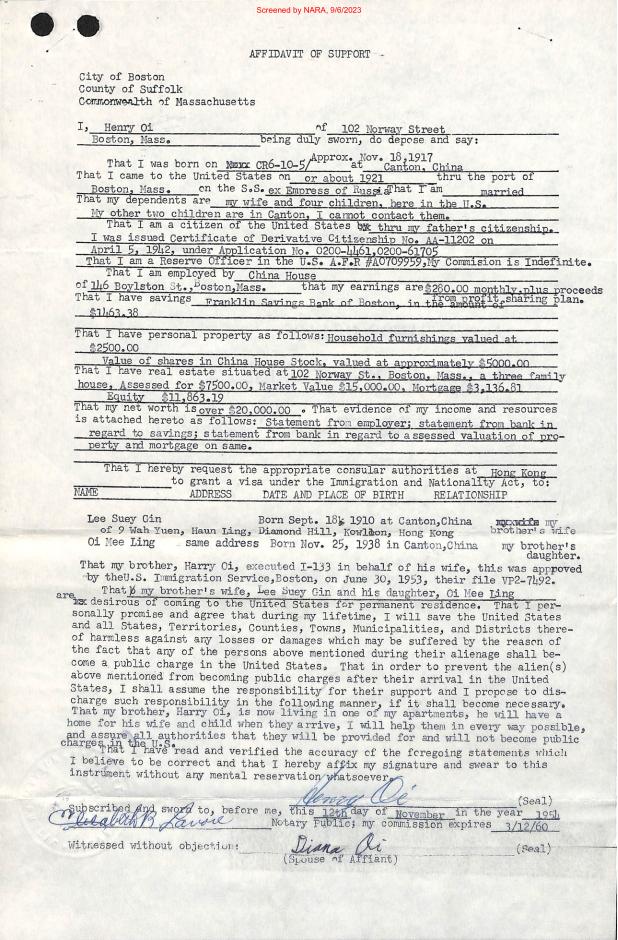 Screened by NARA, 9/6/2023
AFFIDAVIT OF SUPPORT -
City of Boston
County of Suffolk
Commonwealth of Massachusetts
I, Henry Oi of 102 Norway Street
Boston, Mass. being duly sworn, do depose and say:
Approx. Nov. 18,1917
That I was born on CR6-10-5/ at Canton, China
That I came to the United States on or about 1921 thru the port of
Boston, Mass. on the S.S. ex Empress of Russia That I am married
That my dependents are my wife and four children, here in the U.S.
My other two children are in Canton, I cannot contact them.
That I am a citizen of the United States thru my father's citizenship.
I was issued Certificate of Derivative Citizenship No. AA-11202 on
April 5, 1942, under Application No. 0200-4461,0200-61705
That I am a Reserve Officer in the U.S. A.F.R #A0709959,My Commision is Indefinite.
That I am employed by China House
of 146 Boylston St.,Boston,Mass. that my earnings are $280.00 monthly.plus proceeds
from profit sharing plan.
That I have savings Franklin Savings Bank of Boston, in the amount of
$1463.38
That I have personal property as follows: Household furnishings valued at
$2500.00
Value of shares in China House Stock, valued at approximately $5000.00
That I have real estate situated at 102 Norway St., Boston, Mass., a three family
house, Assessed for $7500.00, Market Value $15,000.00, Mortgage $3,136.81
Equity $11,863.19
That my net worth is over $20,000.00 . That evidence of my income and resources
is attached hereto as follows: Statement from employer; statement from bank in
regard to savings; statement from bank in regard to assessed valuation of pro-
perty and mortgage on same.
That I hereby request the appropriate consular authorities at Hong Kong
to grant a visa under the Immigration and Nationality Act, to:
NAME ADDRESS DATE AND PLACE OF BIRTH RELATIONSHIP
Lee Suey Gin Born Sept. 18, 1910 at Canton,China my
of 9 Wah Yuen, Haun Ling, Diamond Hill, Kowloon, Hong Kong brother's wife
Oi Mee Ling same address Born Nov. 25, 1938 in Canton,China my brother's
daughter.
That my brother, Harry Oi, executed I-133 in behalf of his wife, this was approved
by theU.S. Immigration Service,Boston, on June 30, 1953, their file VP2-7492.
That my brother's wife, Lee Suey Gin and his daughter, Oi Mee Ling
are desirous of coming to the United States for permanent residence. That I per-
sonally promise and agree that during my lifetime, I will save the United States
and all States, Territories, Counties, Towns, Municipalities, and Districts there-
of harmless against any losses or damages which may be suffered by the reason of
the fact that any of the persons above mentioned during their alienage shall be-
come a public charge in the United States. That in order to prevent the alien(s)
above mentioned from becoming public charges after their arrival in the United
States, I shall assume the responsibility for their support and I propose to dis-
charge such responsibility in the following manner, if it shall become necessary.
That my brother, Harry Oi, is now living in one of my apartments, he will have a
home for his wife and child when they arrive, I will help them in every way possible,
and assure all authorities that they will be provided for and will not become public
charges in the U.S.
That I have read and verified the accuracy of the foregoing statements which
I believe to be correct and that I hereby affix my signature and swear to this
instrument without any mental reservation whatsoever.
Henry Oi (Seal)
Subscribed and sword to, before me, this 12th day of November in the year 1954
Elisabeth R Lavoie Notary Public; my commission expires 3/12/60
Witnessed without objection: Diana Oi (Seal)
(Spouse of Affiant)